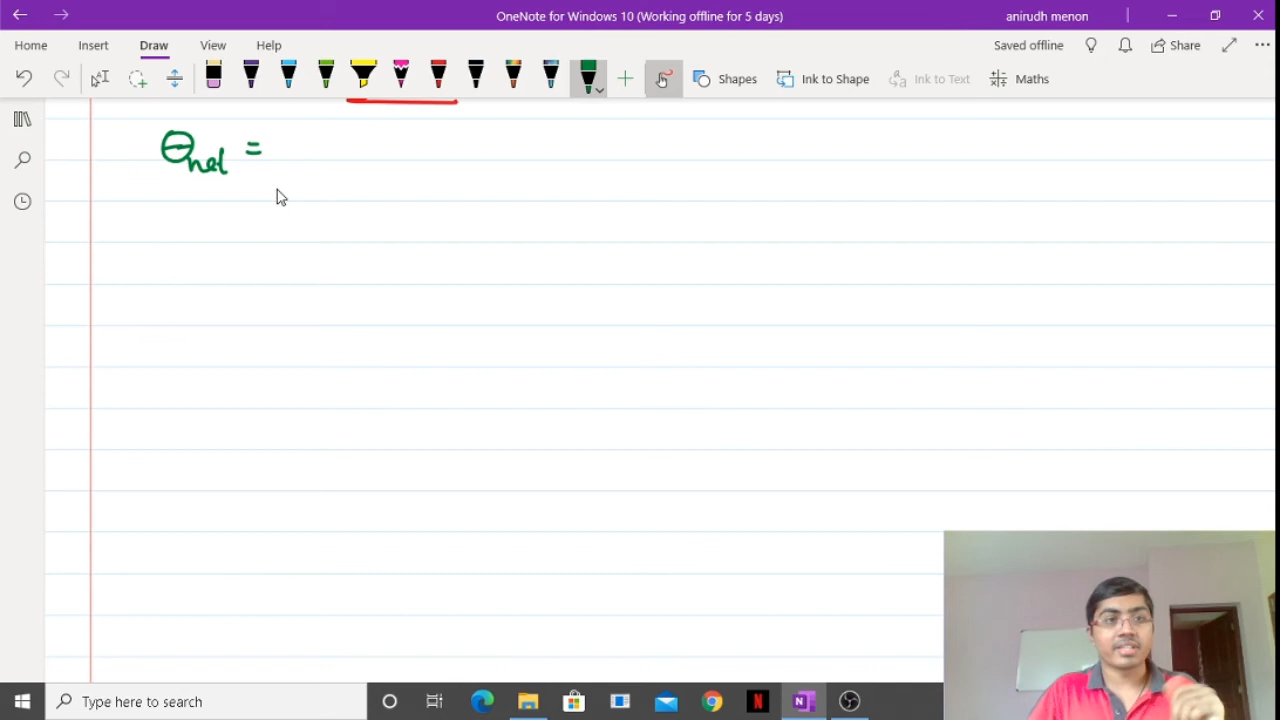 OneNote for Windows 10 (Working offline for 5 days)
anirudh menon
Home Insert Draw View Help
Saved offline
Share
Shapes
Ink to Shape
Ink to Text
Maths
Θnet =
Type here to search